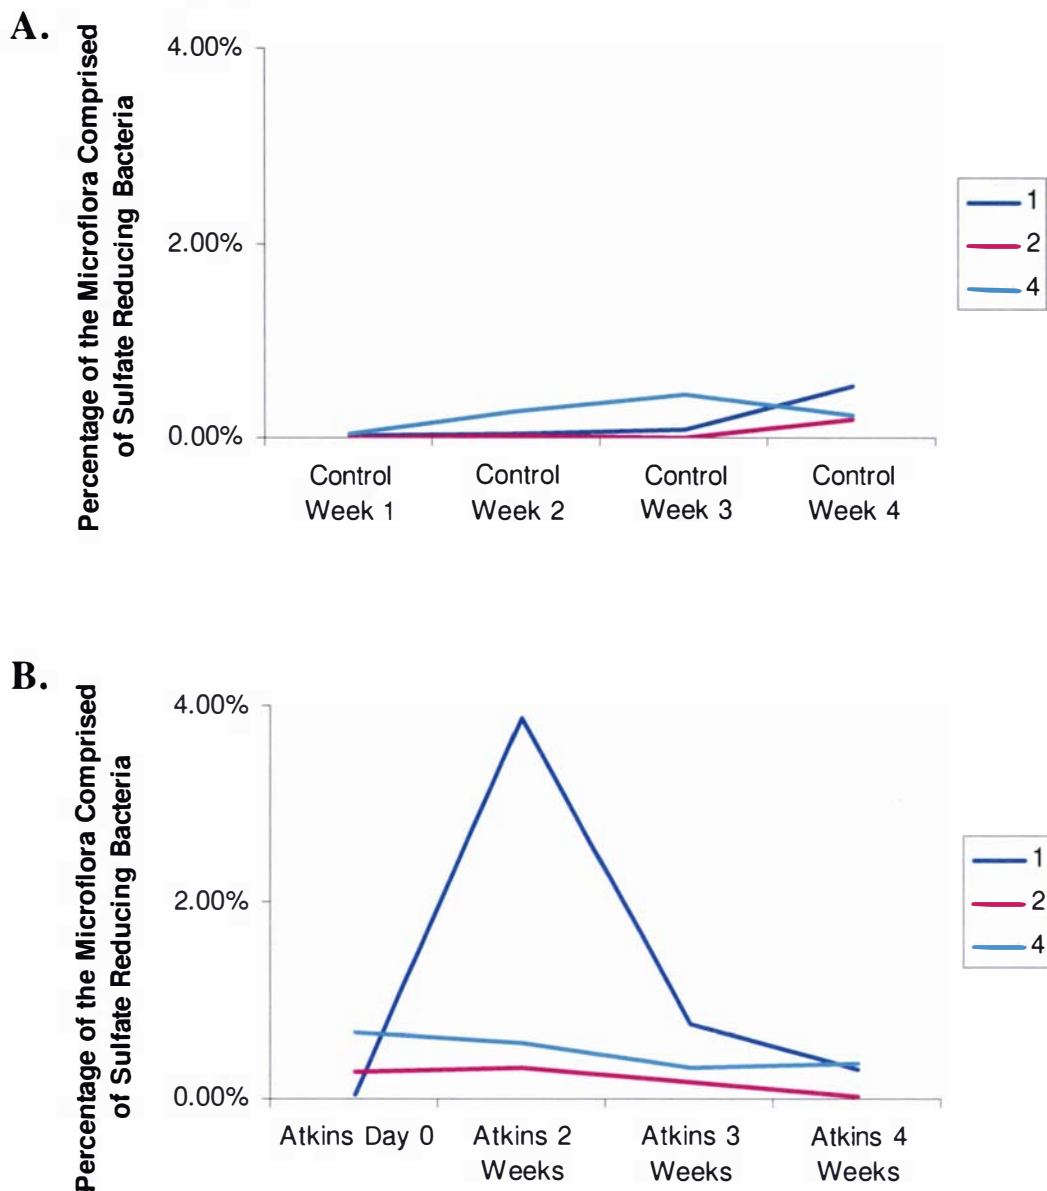 A.
Percentage of the Microflora Comprised
of Sulfate Reducing Bacteria
4.00%
2.00%
0.00%
Control
Week 1
Control
Week 2
Control
Week 3
Control
Week 4
1
2
4
B.
Percentage of the Microflora Comprised
of Sulfate Reducing Bacteria
4.00%
2.00%
0.00%
Atkins Day 0
Atkins 2
Weeks
Atkins 3
Weeks
Atkins 4
Weeks
1
2
4